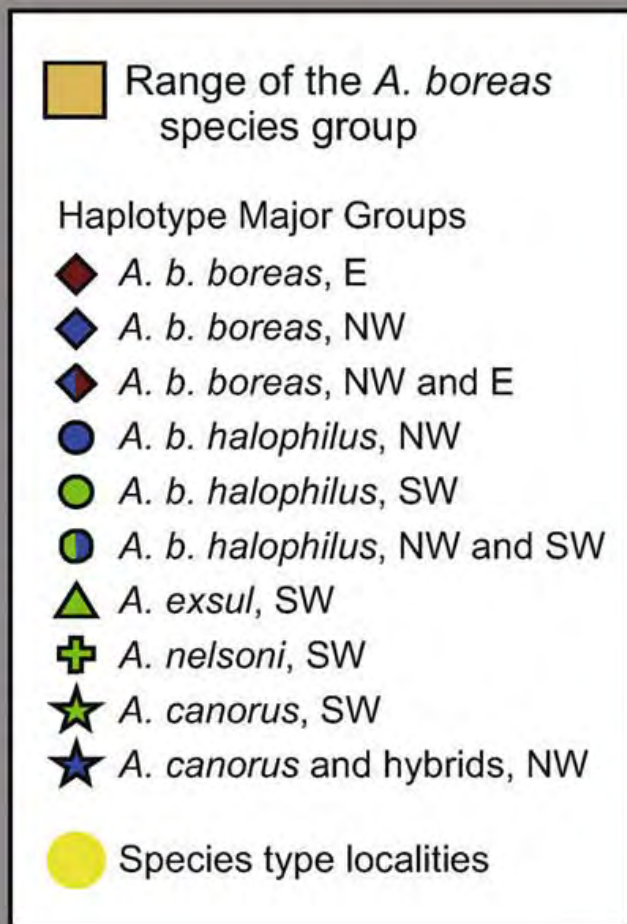 Range of the A. boreas
species group
Haplotype Major Groups
A. b. boreas, E
A. b. boreas, NW
A. b. boreas, NW and E
A. b. halophilus, NW
A. b. halophilus, SW
A. b. halophilus, NW and SW
A. exsul, SW
A. nelsoni, SW
A. canorus, SW
A. canorus and hybrids, NW
Species type localities